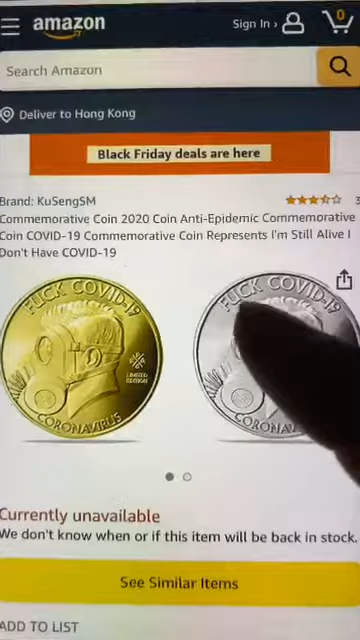 amazon
Sign In ›
0
Search Amazon
Deliver to Hong Kong
Black Friday deals are here
Brand: KuSengSM
3
Commemorative Coin 2020 Coin Anti-Epidemic Commemorative
Coin COVID-19 Commemorative Coin Represents I'm Still Alive I
Don't Have COVID-19
FUCK COVID-19
LIMITED
EDITION
CORONAVIRUS
FUCK COVID-19
Currently unavailable
We don't know when or if this item will be back in stock.
See Similar Items
ADD TO LIST